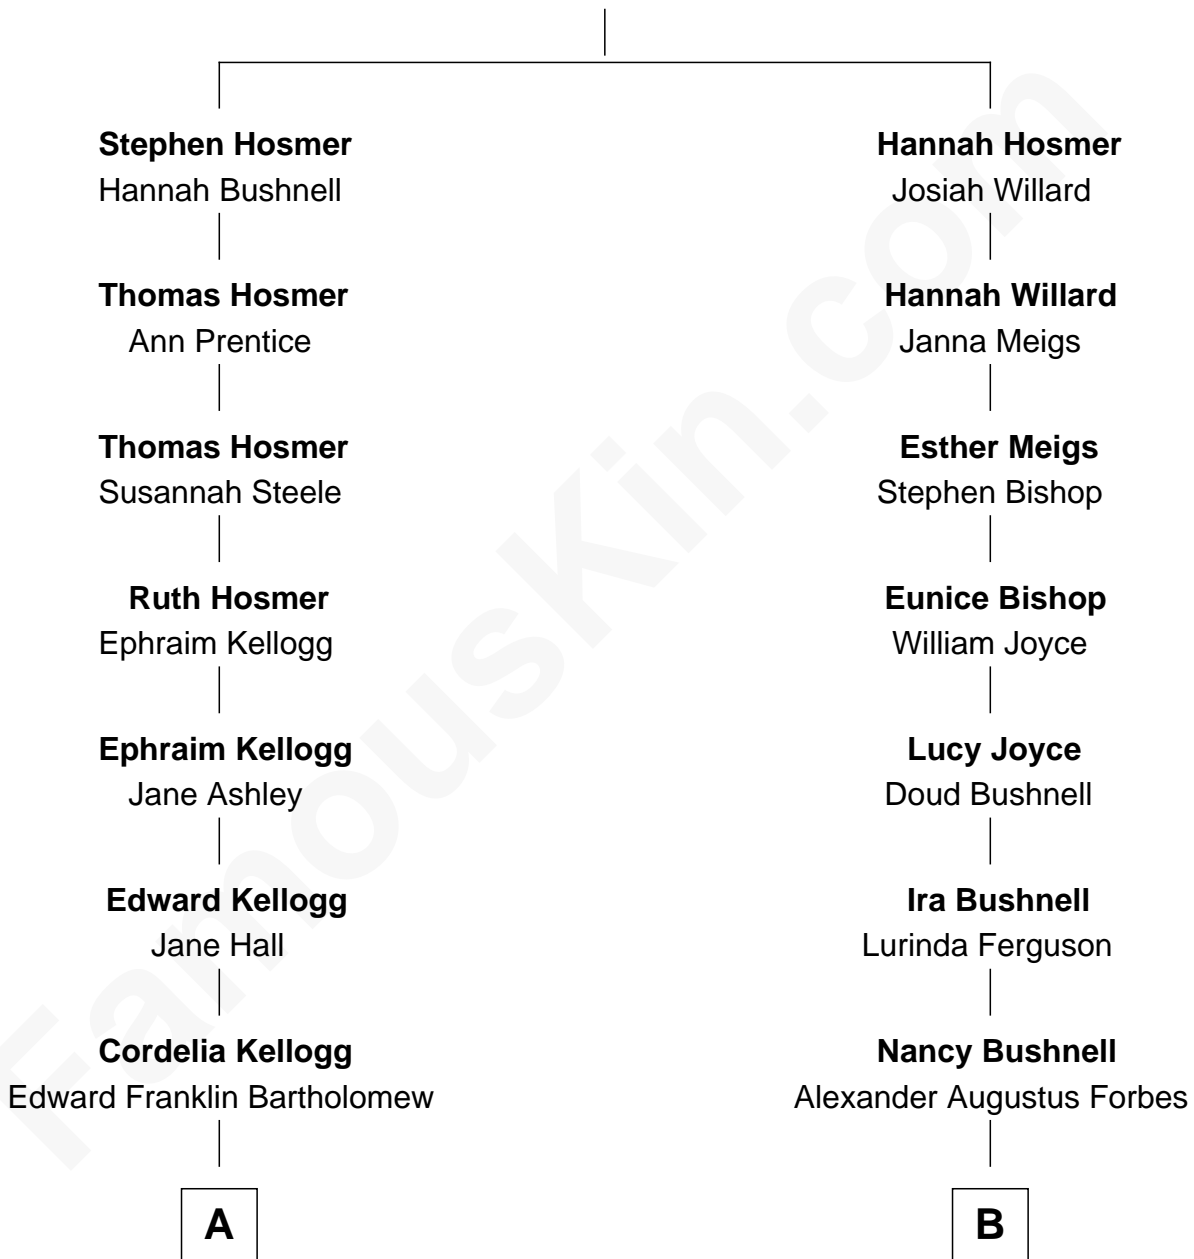 Stephen Hosmer
Hannah Bushnell
Hannah Hosmer
Josiah Willard
Thomas Hosmer
Ann Prentice
Hannah Willard
Janna Meigs
Thomas Hosmer
Susannah Steele
Esther Meigs
Stephen Bishop
Ruth Hosmer
Ephraim Kellogg
Eunice Bishop
William Joyce
Ephraim Kellogg
Jane Ashley
Lucy Joyce
Doud Bushnell
Edward Kellogg
Jane Hall
Ira Bushnell
Lurinda Ferguson
Cordelia Kellogg
Edward Franklin Bartholomew
Nancy Bushnell
Alexander Augustus Forbes
A
B
FamousKin.com